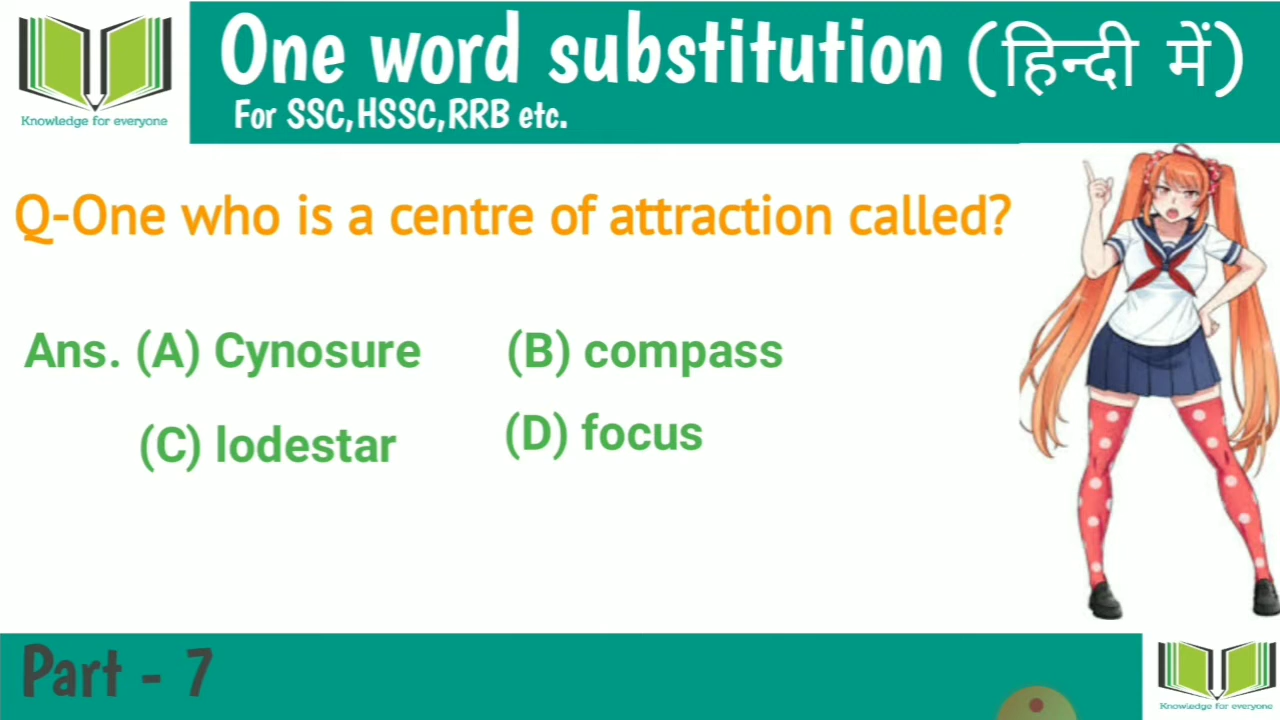 One word substitution (हिन्दी में)
For SSC,HSSC,RRB etc.
Knowledge for everyone
Q-One who is a centre of attraction called?
Ans. (A) Cynosure (B) compass
(C) lodestar (D) focus
Part - 7
Knowledge for everyone